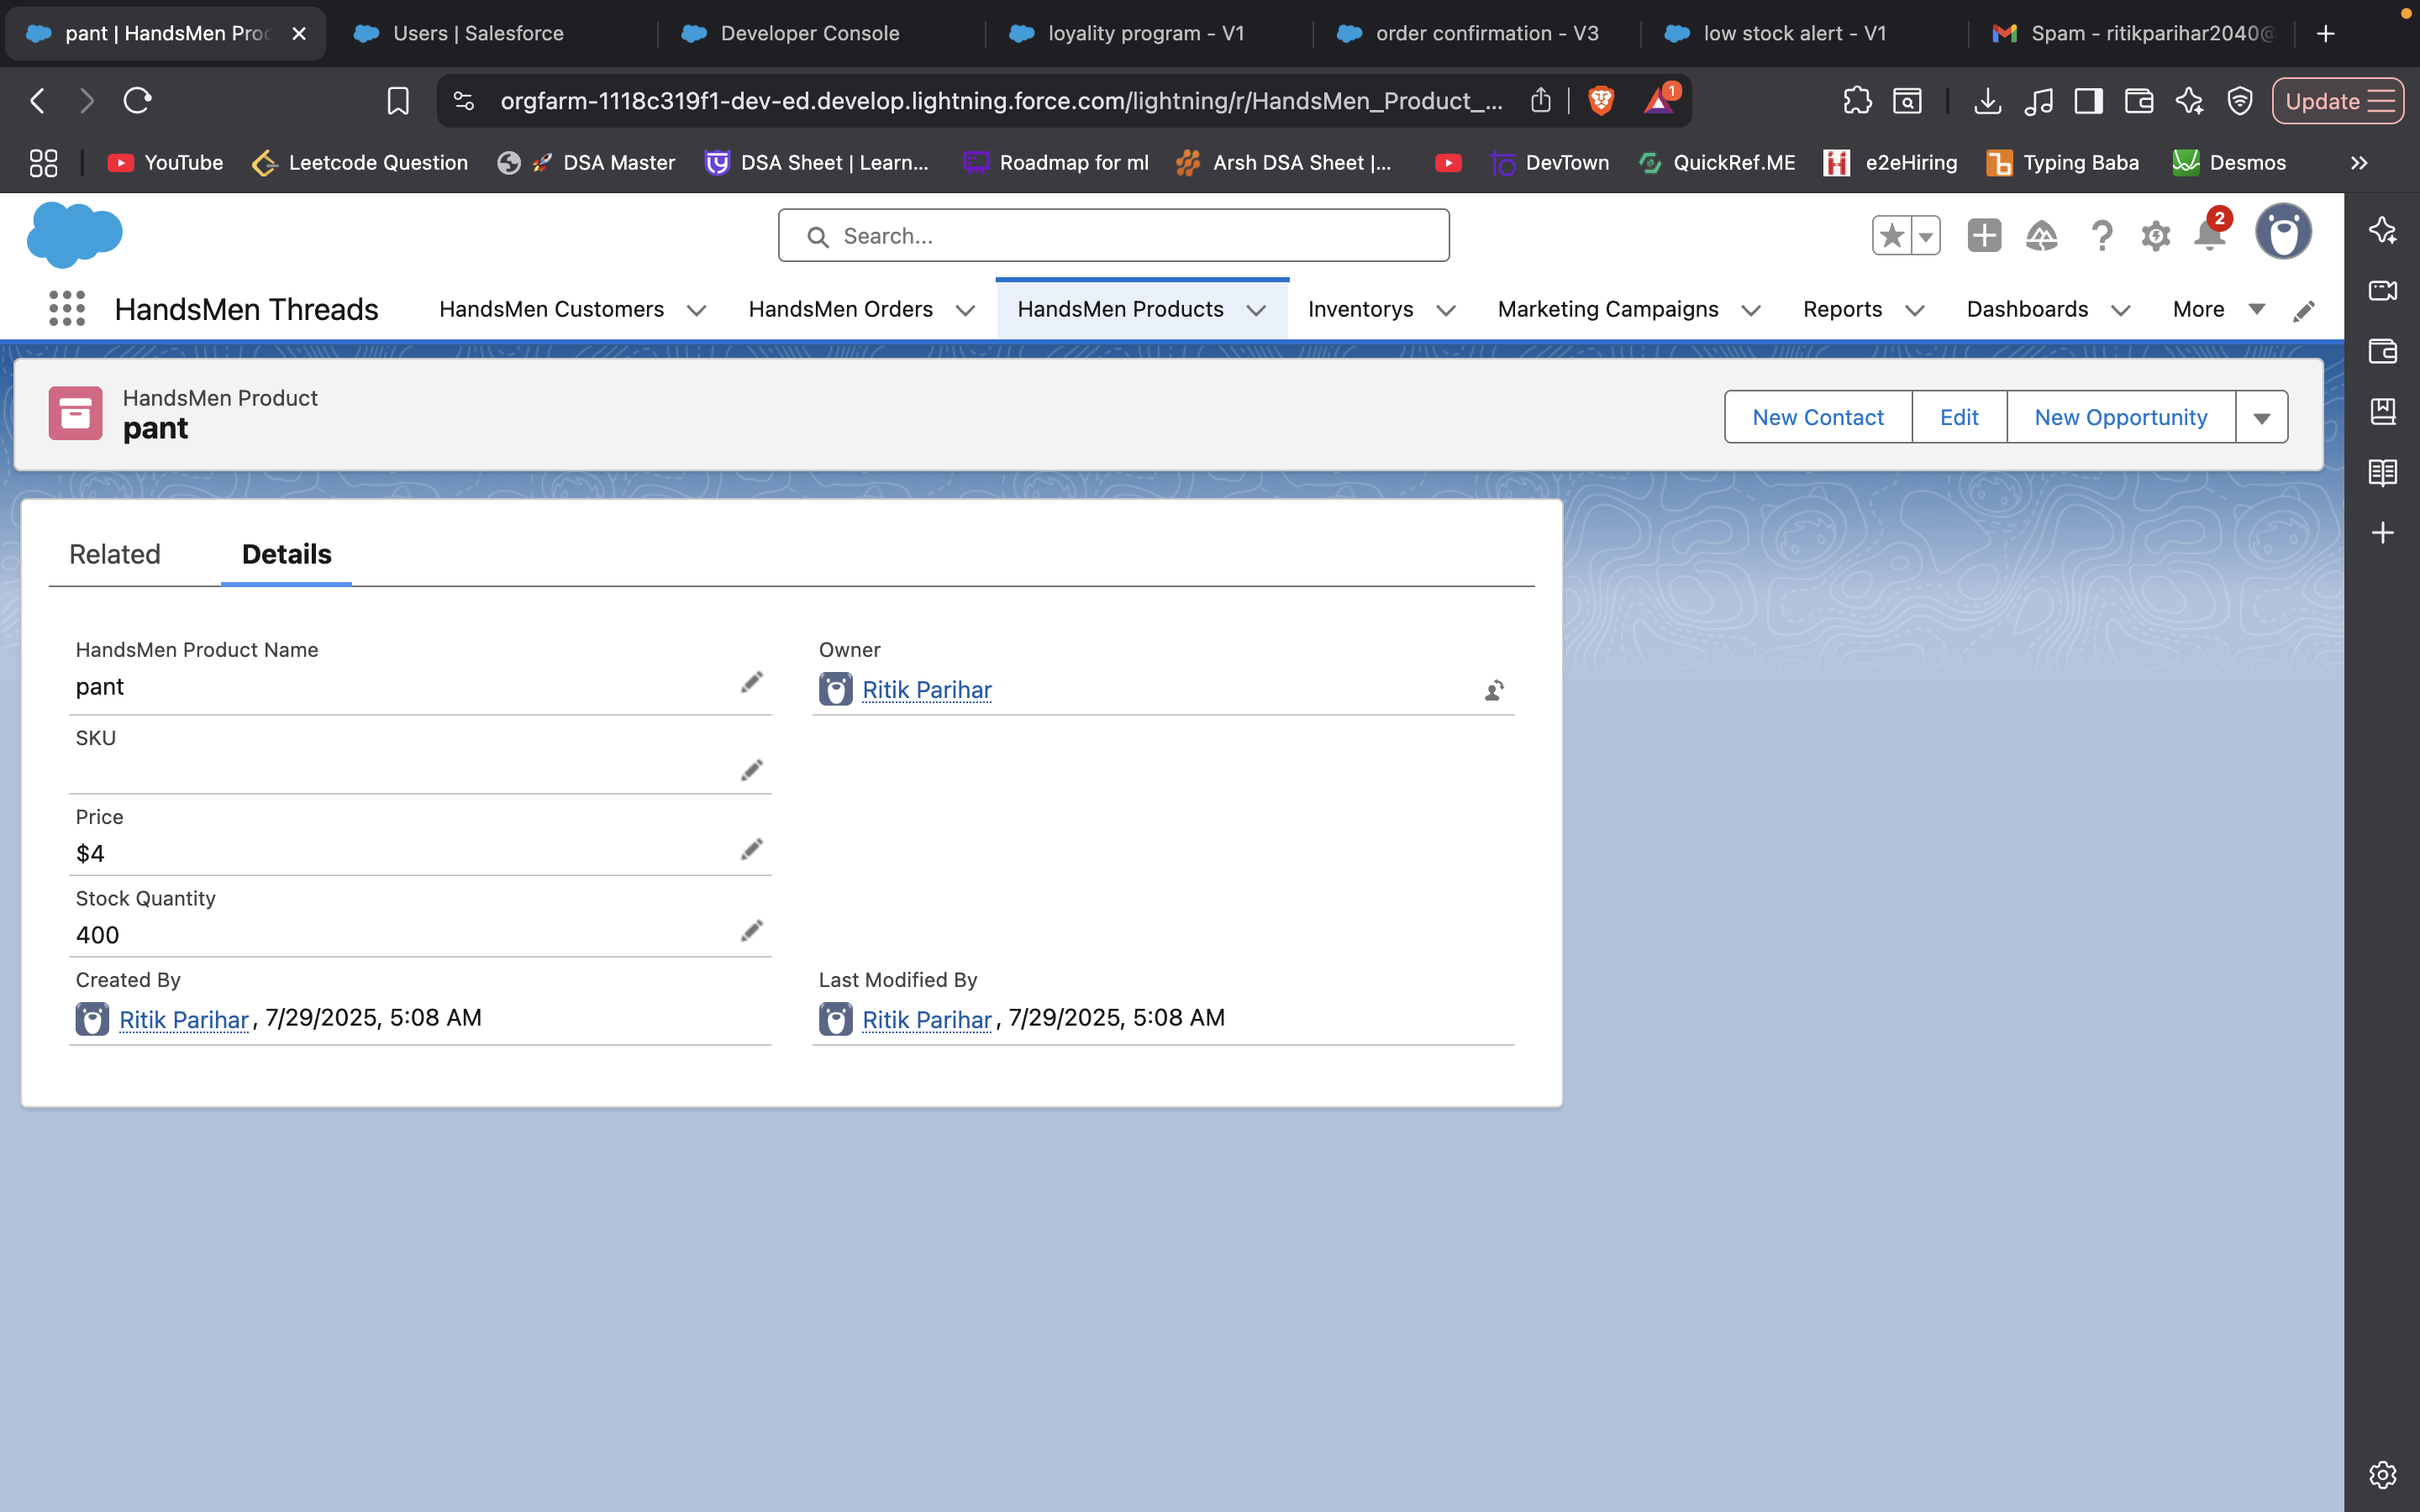 pant | HandsMen Proc
Users | Salesforce
Developer Console
loyality program - V1
order confirmation - V3
low stock alert - V1
Spam - ritikparihar2040@
orgfarm-1118c319f1-dev-ed.develop.lightning.force.com/lightning/r/HandsMen_Product_...
1
Update
YouTube
Leetcode Question
DSA Master
DSA Sheet | Learn...
Roadmap for ml
Arsh DSA Sheet |...
DevTown
QuickRef.ME
e2eHiring
Typing Baba
Desmos
Search...
2
HandsMen Threads
HandsMen Customers
HandsMen Orders
HandsMen Products
Inventorys
Marketing Campaigns
Reports
Dashboards
More
HandsMen Product
pant
New Contact
Edit
New Opportunity
Related
Details
HandsMen Product Name
pant
Owner
Ritik Parihar
SKU
Price
$4
Stock Quantity
400
Created By
Ritik Parihar, 7/29/2025, 5:08 AM
Last Modified By
Ritik Parihar, 7/29/2025, 5:08 AM